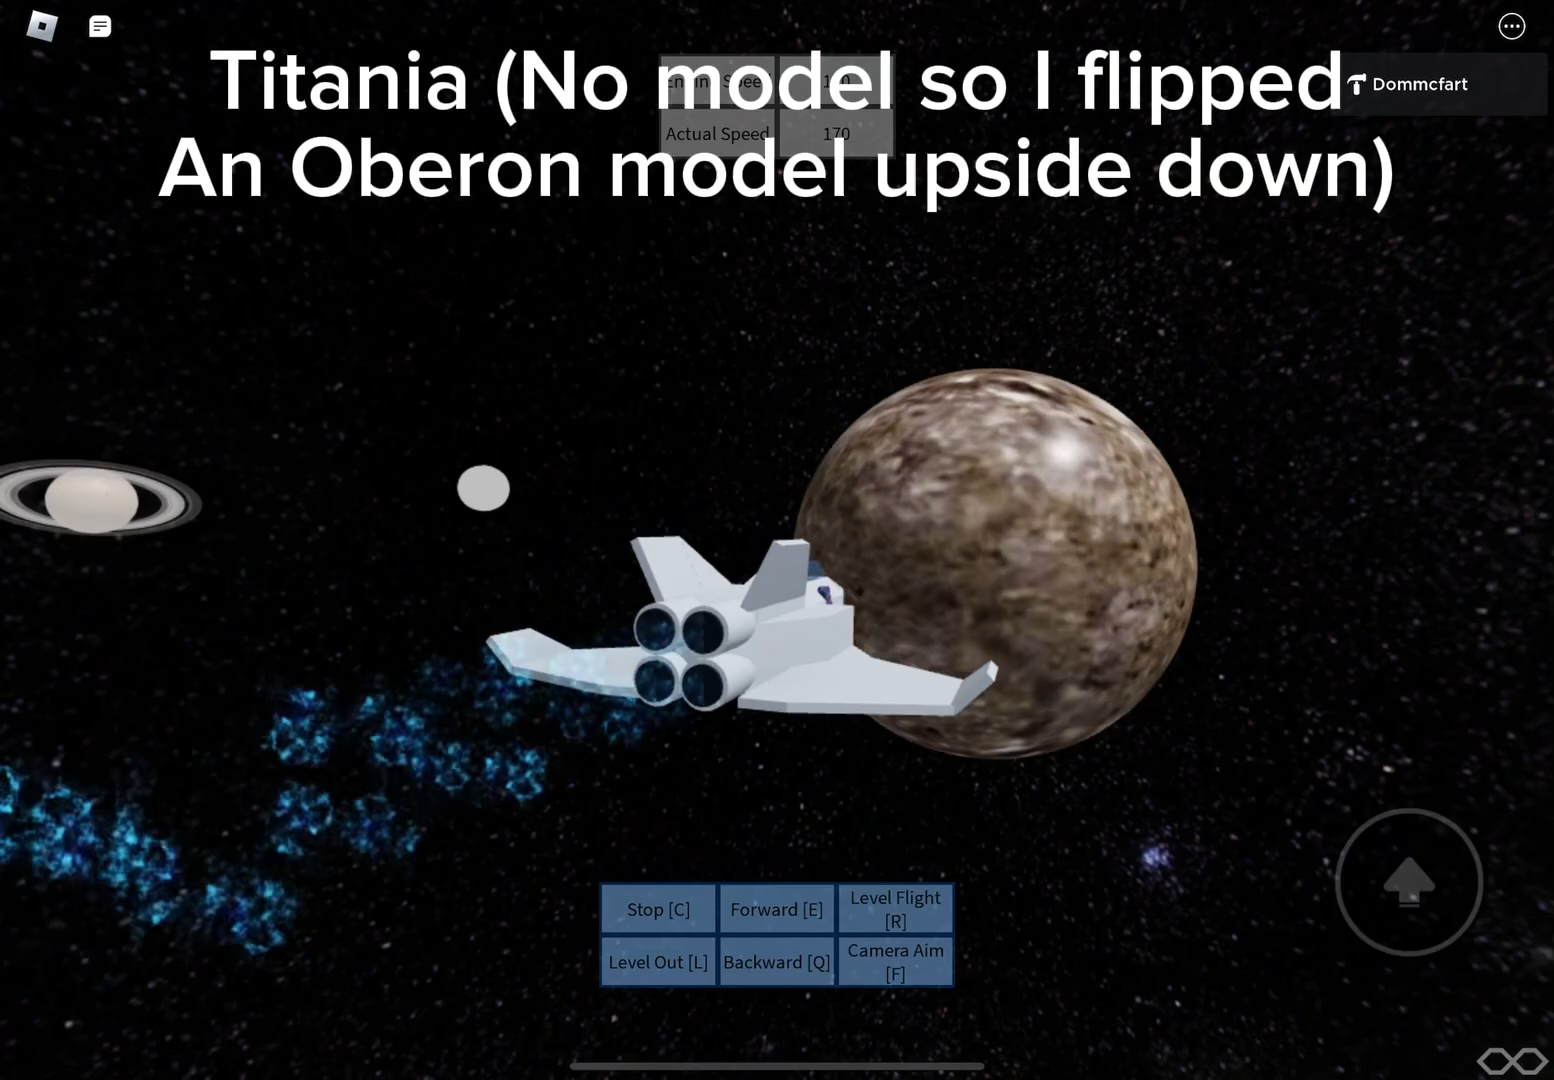 Titania (No model so I flipped
An Oberon model upside down)
Dommcfart
Actual Speed 170
Stop [C] Forward [E] Level Flight [R]
Level Out [L] Backward [Q] Camera Aim [F]